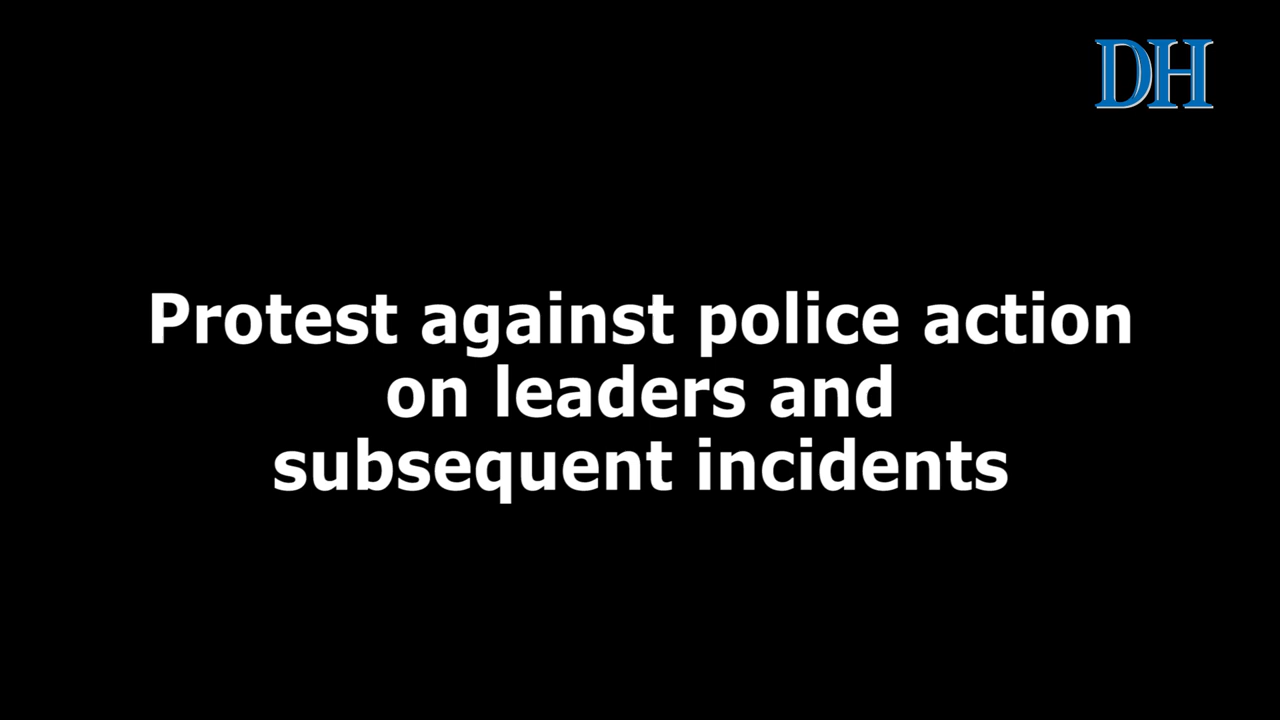 DH
Protest against police action
on leaders and
subsequent incidents